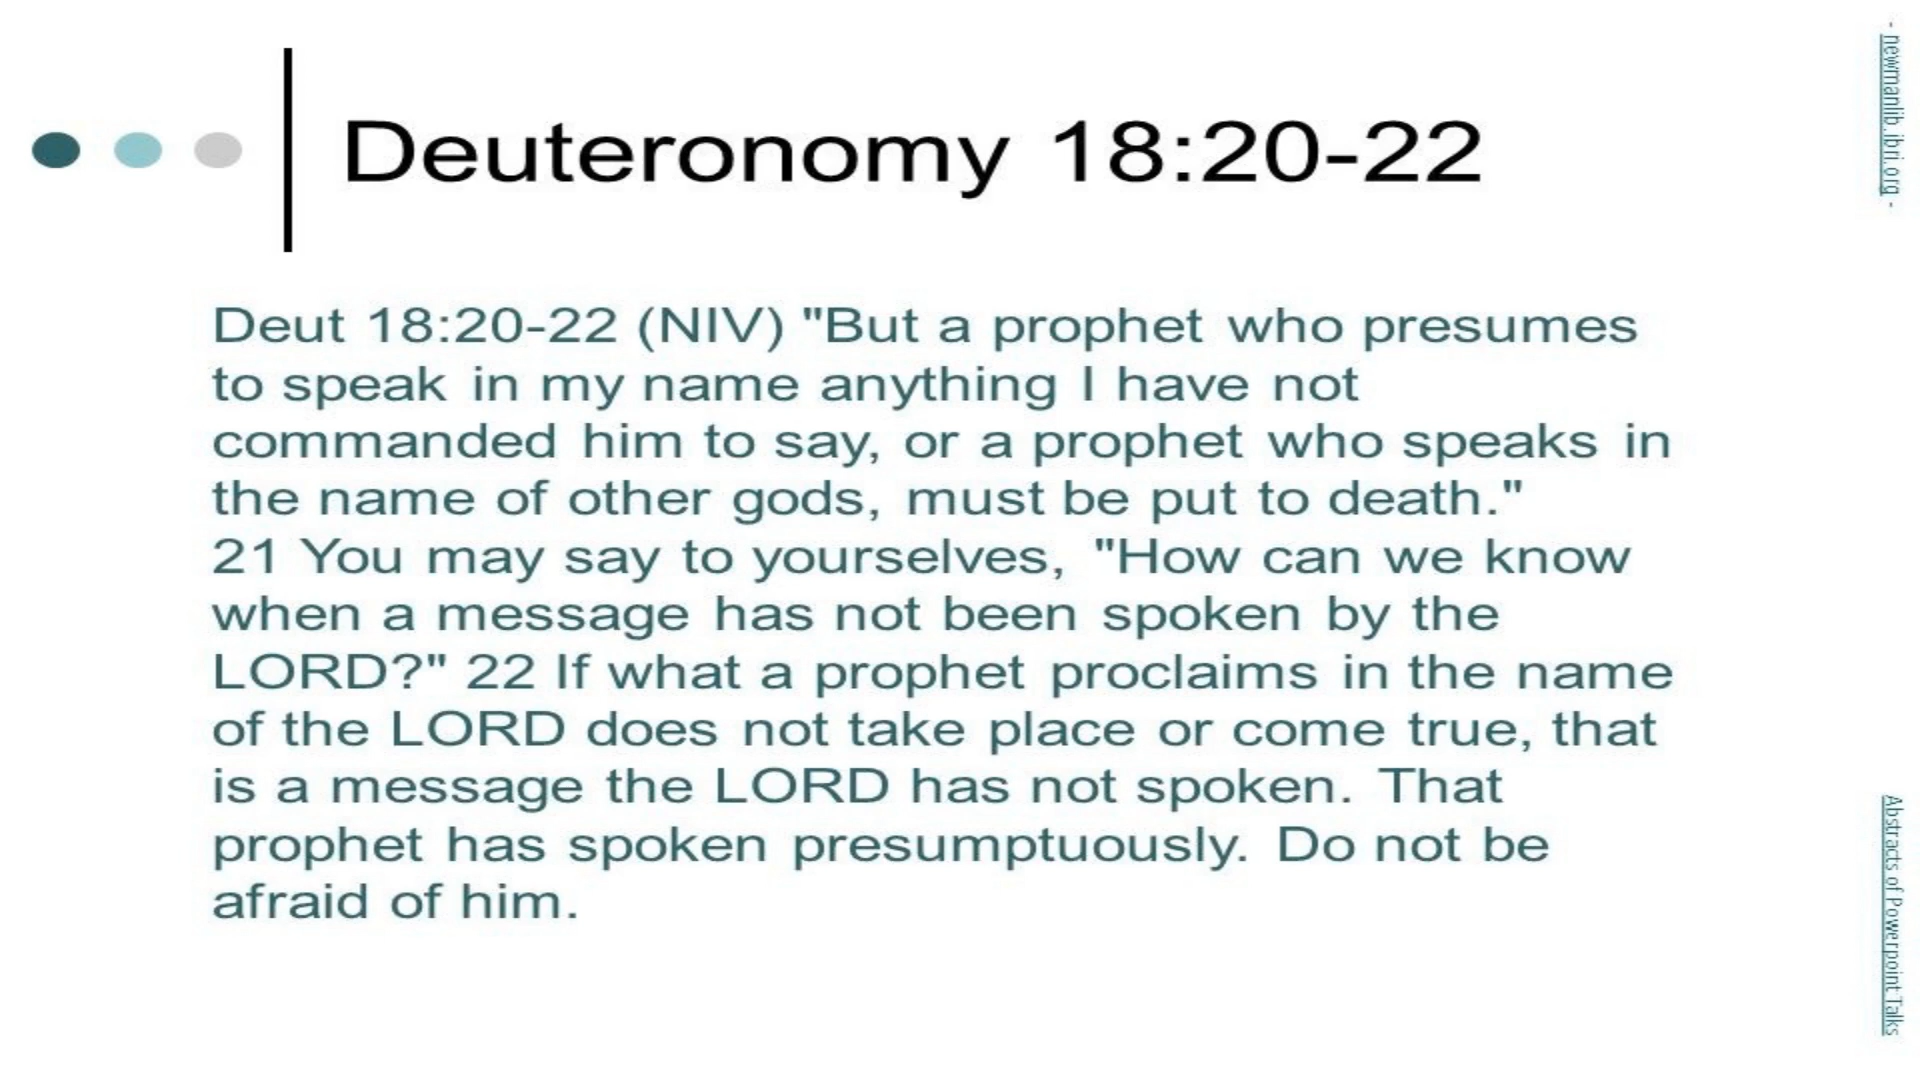 Deuteronomy 18:20-22
Deut 18:20-22 (NIV) "But a prophet who presumes
to speak in my name anything I have not
commanded him to say, or a prophet who speaks in
the name of other gods, must be put to death."
21 You may say to yourselves, "How can we know
when a message has not been spoken by the
LORD?" 22 If what a prophet proclaims in the name
of the LORD does not take place or come true, that
is a message the LORD has not spoken. That
prophet has spoken presumptuously. Do not be
afraid of him.
- newmanlib.ibri.org -
Abstracts of Powerpoint Talks